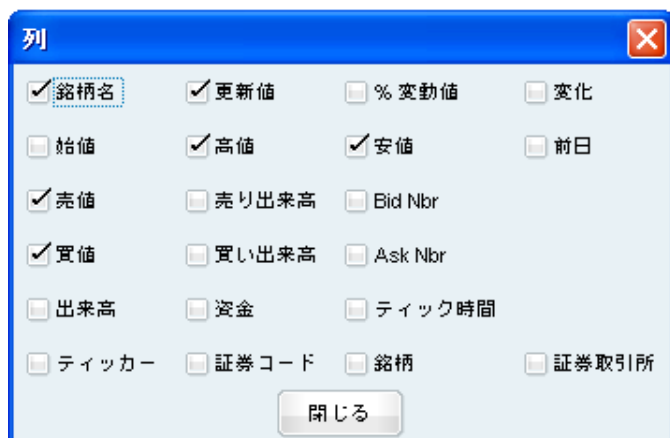 列
銘柄名 更新値 % 変動値 変化
始値 高値 安値 前日
売値 売り出来高 Bid Nbr
買値 買い出来高 Ask Nbr
出来高 資金 ティック時間
ティッカー 証券コード 銘柄 証券取引所
閉じる